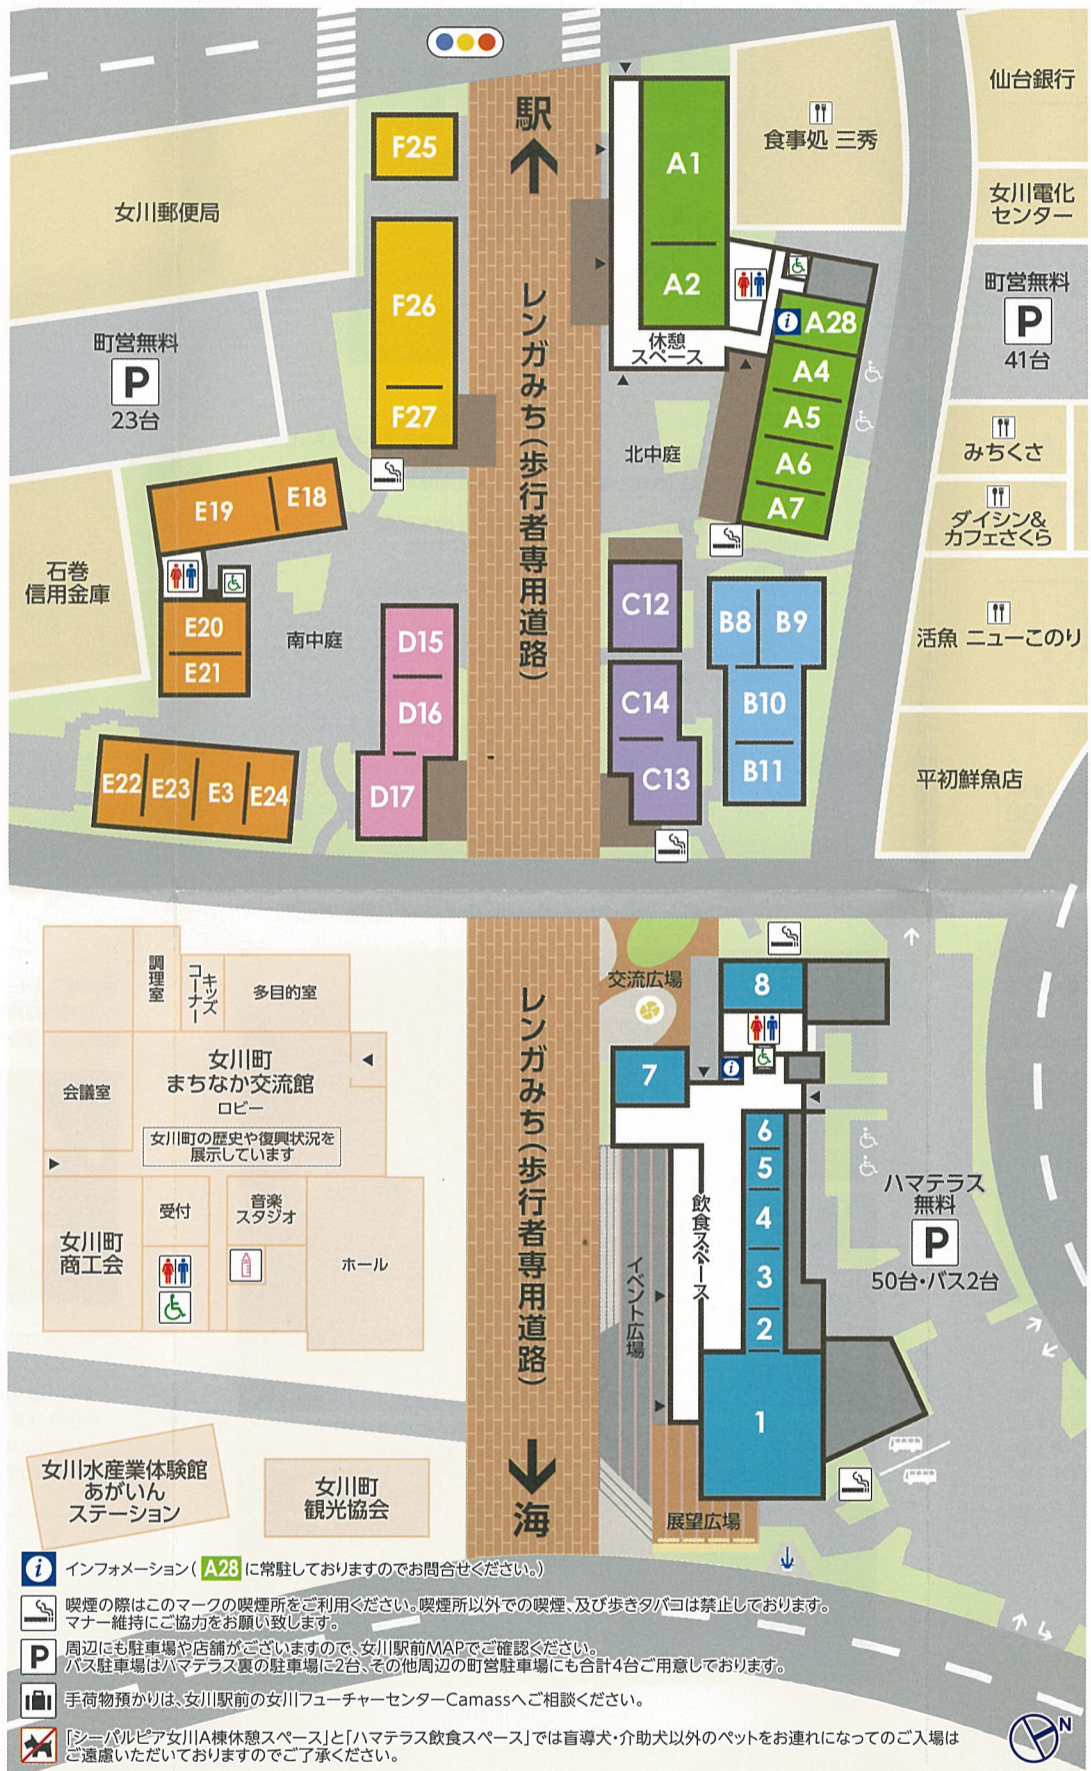 駅
レンガみち(歩行者専用道路)
F25
F26
F27
A1
A2
休憩
スペース
A28
A4
A5
A6
A7
食事処 三秀
仙台銀行
女川電化
センター
町営無料
P
41台
みちくさ
ダイシン&
カフェさくら
活魚 ニューこのり
平初鮮魚店
女川郵便局
町営無料
P
23台
石巻
信用金庫
E19
E18
E20
E21
E22
E23
E3
E24
南中庭
北中庭
D15
D16
D17
C12
C14
C13
B8
B9
B10
B11
調理室
キッズ
コーナー
多目的室
会議室
女川町
まちなか交流館
ロビー
女川町の歴史や復興状況を
展示しています
女川町
商工会
受付
音楽
スタジオ
ホール
レンガみち(歩行者専用道路)
海
交流広場
8
7
6
5
4
3
2
1
飲食スペース
イベント広場
展望広場
ハマテラス
無料
P
50台・バス2台
女川水産業体験館
あがいん
ステーション
女川町
観光協会
i インフォメーション( A28 に常駐しておりますのでお問合せください。)
喫煙の際はこのマークの喫煙所をご利用ください。喫煙所以外での喫煙、及び歩きタバコは禁止しております。
マナー維持にご協力をお願い致します。
P 周辺にも駐車場や店舗がございますので、女川駅前MAPでご確認ください。
バス駐車場はハマテラス裏の駐車場に2台、その他周辺の町営駐車場にも合計4台ご用意しております。
手荷物預かりは、女川駅前の女川フューチャーセンターCamassへご相談ください。
「シーパルピア女川A棟休憩スペース」と「ハマテラス飲食スペース」では盲導犬・介助犬以外のペットをお連れになってのご入場は
ご遠慮いただいておりますのでご了承ください。
N